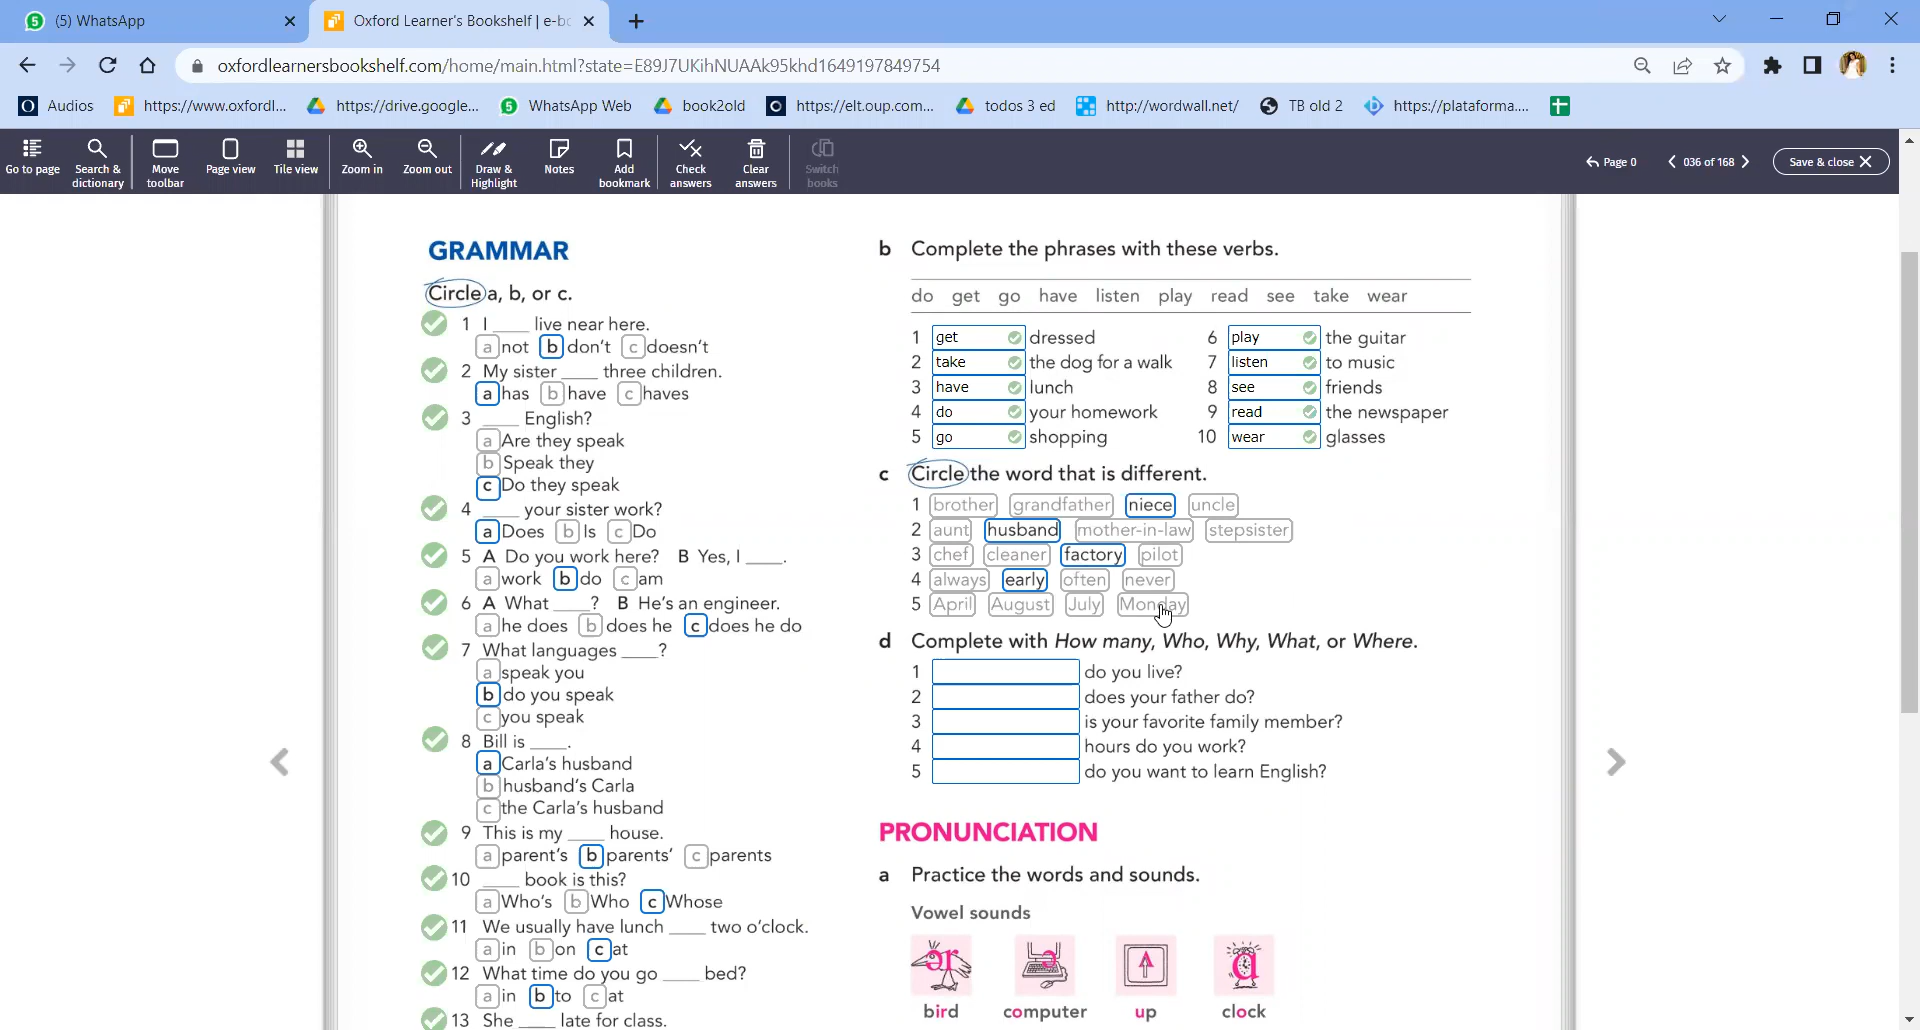 (5) WhatsApp
Oxford Learner's Bookshelf | e-bo
oxfordlearnersbookshelf.com/home/main.html?state=E89J7UKihNUAAk95khd1649197849754
Audios https://www.oxfordl... https://drive.google... WhatsApp Web book2old https://elt.oup.com... todos 3 ed http://wordwall.net/ TB old 2 https://plataforma....
Go to page
Search & dictionary
Move toolbar
Page view
Tile view
Zoom in
Zoom out
Draw & Highlight
Notes
Add bookmark
Check answers
Clear answers
Switch books
Page 0
036 of 168
Save & close
GRAMMAR
Circle a, b, or c.
1 I ____ live near here.
a not b don't c doesn't
2 My sister ____ three children.
a has b have c haves
3 ____ English?
a Are they speak
b Speak they
c Do they speak
4 ____ your sister work?
a Does b Is c Do
5 A Do you work here? B Yes, I ____.
a work b do c am
6 A What ____? B He's an engineer.
a he does b does he c does he do
7 What languages ____?
a speak you
b do you speak
c you speak
8 Bill is ____.
a Carla's husband
b husband's Carla
c the Carla's husband
9 This is my ____ house.
a parent's b parents' c parents
10 ____ book is this?
a Who's b Who c Whose
11 We usually have lunch ____ two o'clock.
a in b on c at
12 What time do you go ____ bed?
a in b to c at
13 She ____ late for class.
b Complete the phrases with these verbs.
do get go have listen play read see take wear
1 get dressed
2 take the dog for a walk
3 have lunch
4 do your homework
5 go shopping
6 play the guitar
7 listen to music
8 see friends
9 read the newspaper
10 wear glasses
c Circle the word that is different.
1 brother grandfather niece uncle
2 aunt husband mother-in-law stepsister
3 chef cleaner factory pilot
4 always early often never
5 April August July Monday
d Complete with How many, Who, Why, What, or Where.
1 do you live?
2 does your father do?
3 is your favorite family member?
4 hours do you work?
5 do you want to learn English?
PRONUNCIATION
a Practice the words and sounds.
Vowel sounds
ər ə ʌ ɑ
bird computer up clock